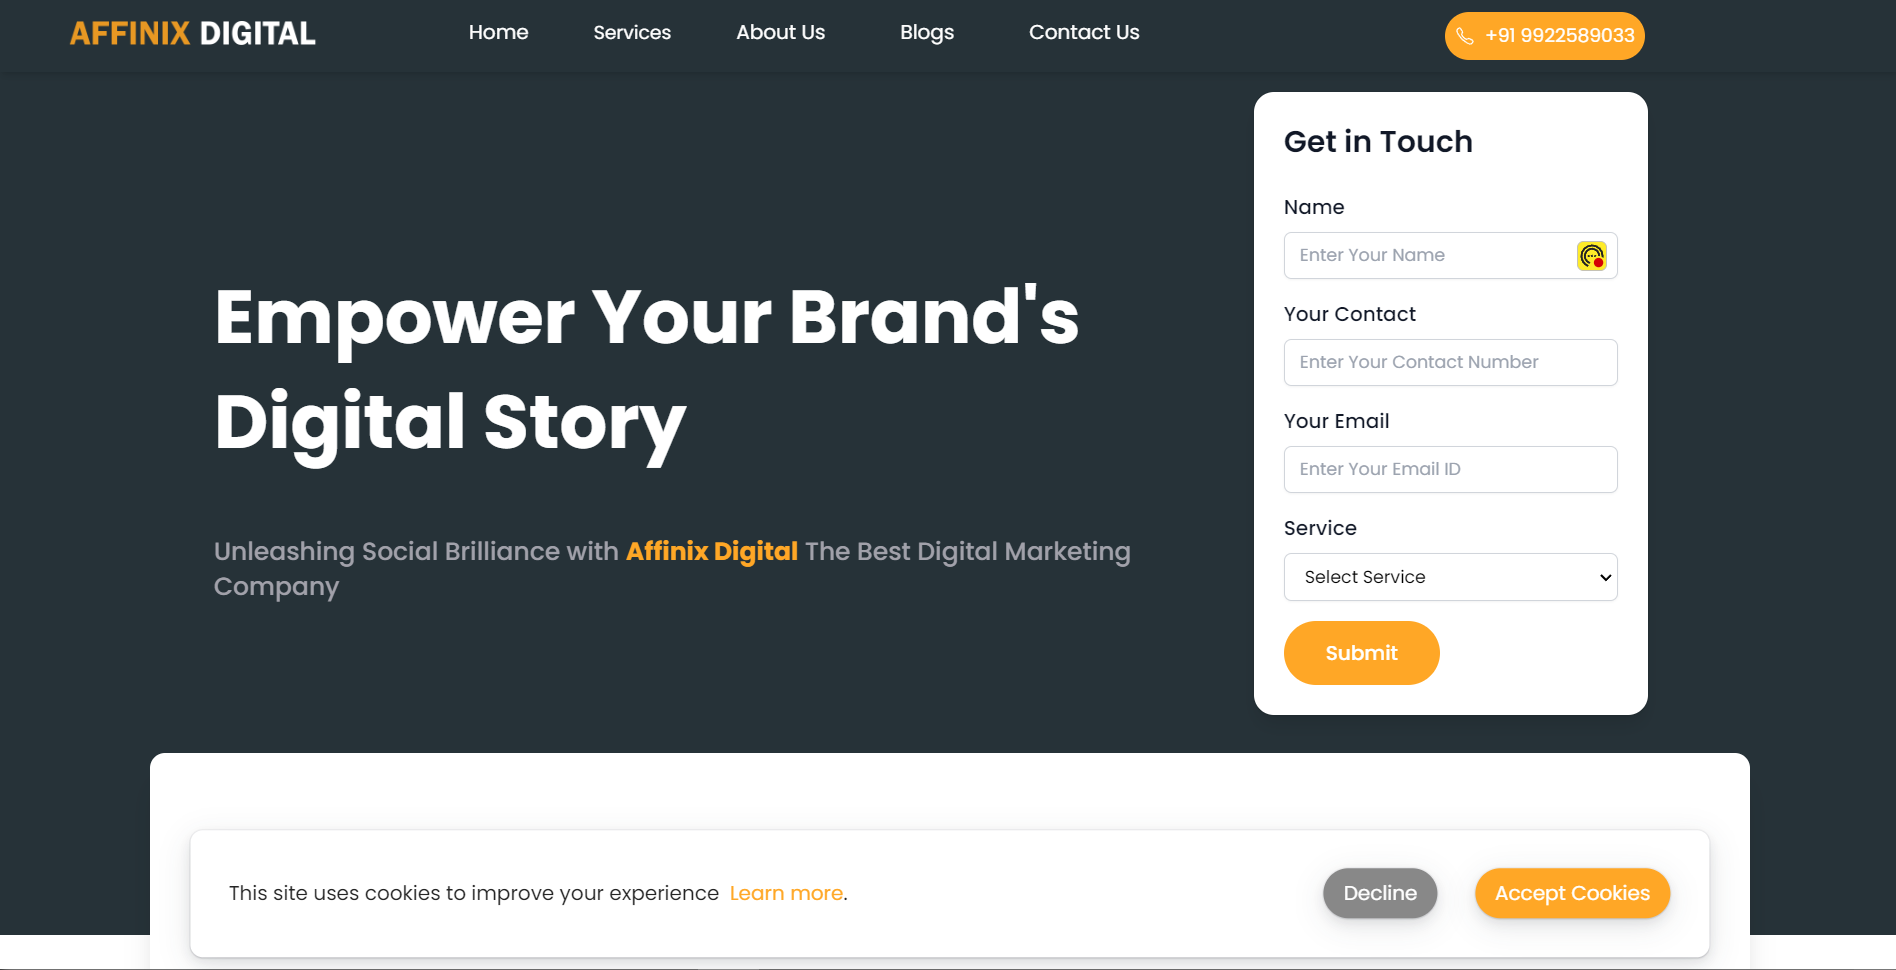 AFFINIX DIGITAL
Home
Services
About Us
Blogs
Contact Us
+91 9922589033
Empower Your Brand's
Digital Story
Unleashing Social Brilliance with Affinix Digital The Best Digital Marketing
Company
Get in Touch
Name
Enter Your Name
Your Contact
Enter Your Contact Number
Your Email
Enter Your Email ID
Service
Select Service
Submit
This site uses cookies to improve your experience Learn more.
Decline
Accept Cookies